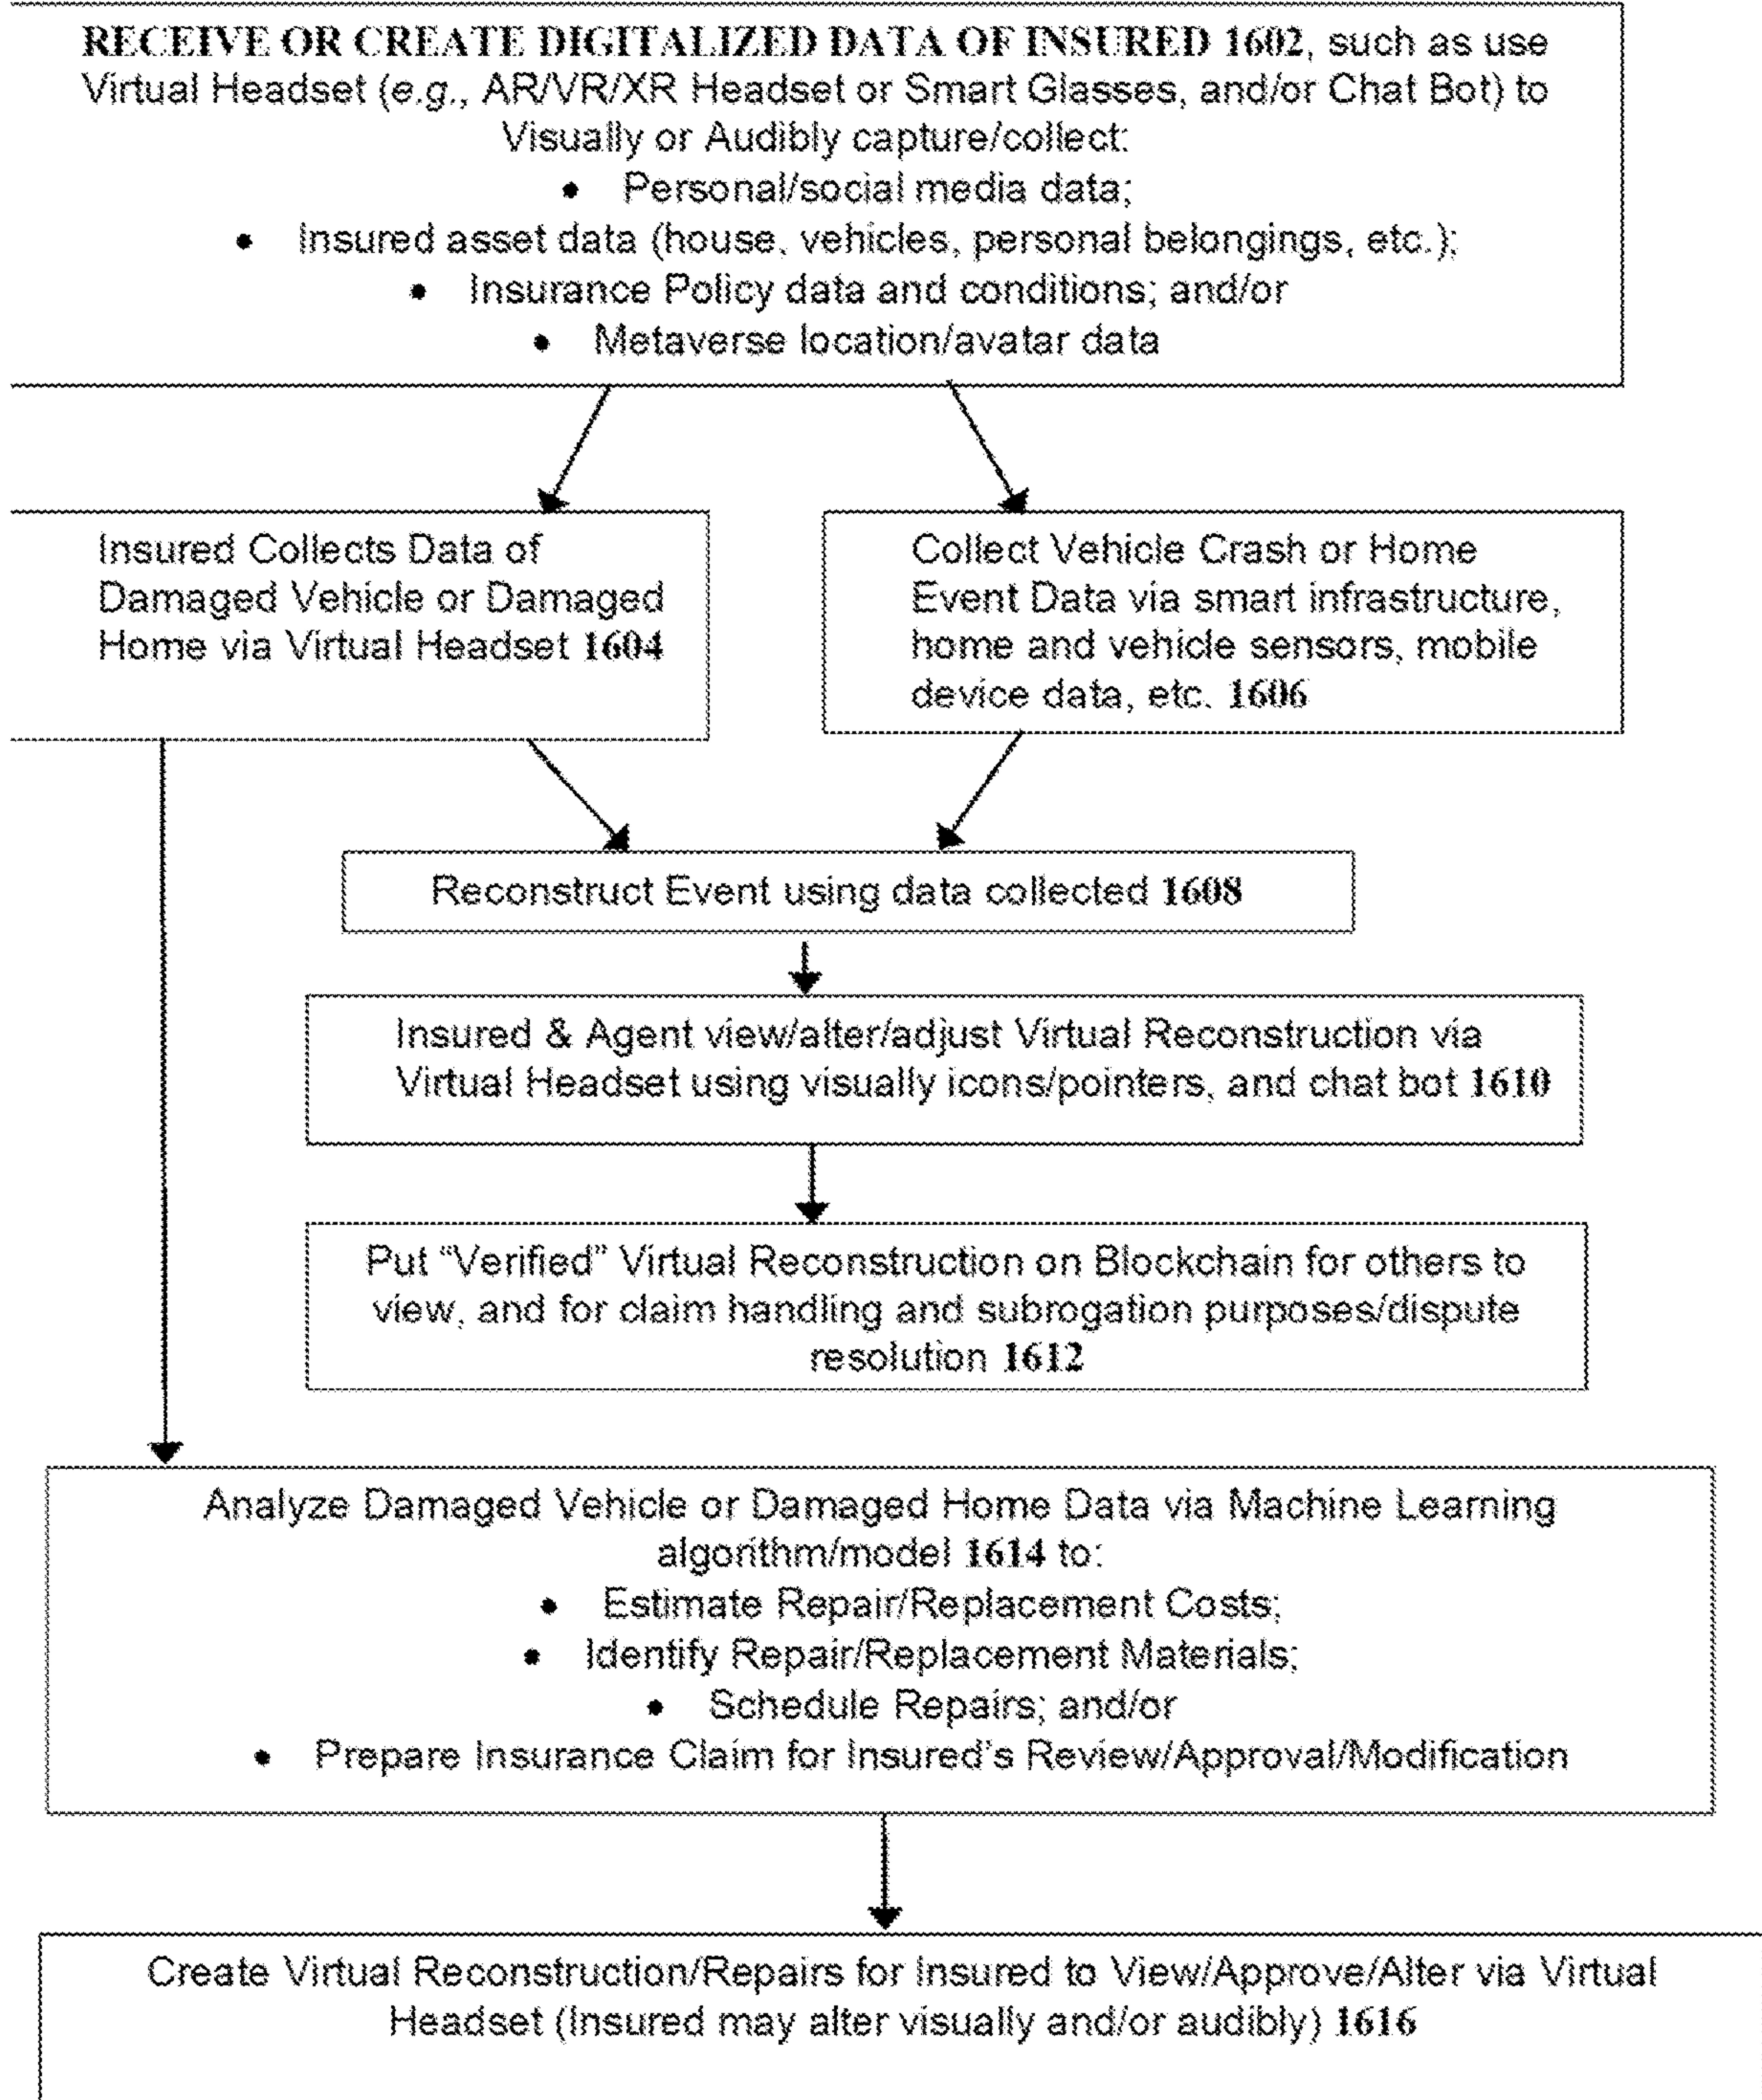 RECEIVE OR CREATE DIGITALIZED DATA OF INSURED 1602, such as use
Virtual Headset (e.g., AR/VR/XR Headset or Smart Glasses, and/or Chat Bot) to
Visually or Audibly capture/collect:
• Personal/social media data;
• Insured asset data (house, vehicles, personal belongings, etc.);
• Insurance Policy data and conditions; and/or
• Metaverse location/avatar data
Insured Collects Data of
Damaged Vehicle or Damaged
Home via Virtual Headset 1604
Collect Vehicle Crash or Home
Event Data via smart infrastructure,
home and vehicle sensors, mobile
device data, etc. 1606
Reconstruct Event using data collected 1608
Insured & Agent view/alter/adjust Virtual Reconstruction via
Virtual Headset using visually icons/pointers, and chat bot 1610
Put “Verified” Virtual Reconstruction on Blockchain for others to
view, and for claim handling and subrogation purposes/dispute
resolution 1612
Analyze Damaged Vehicle or Damaged Home Data via Machine Learning
algorithm/model 1614 to:
• Estimate Repair/Replacement Costs;
• Identify Repair/Replacement Materials;
• Schedule Repairs; and/or
• Prepare Insurance Claim for Insured’s Review/Approval/Modification
Create Virtual Reconstruction/Repairs for Insured to View/Approve/Alter via Virtual
Headset (Insured may alter visually and/or audibly) 1616